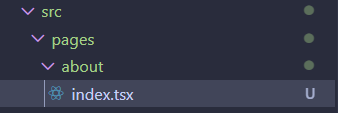 src
pages
about
index.tsx U